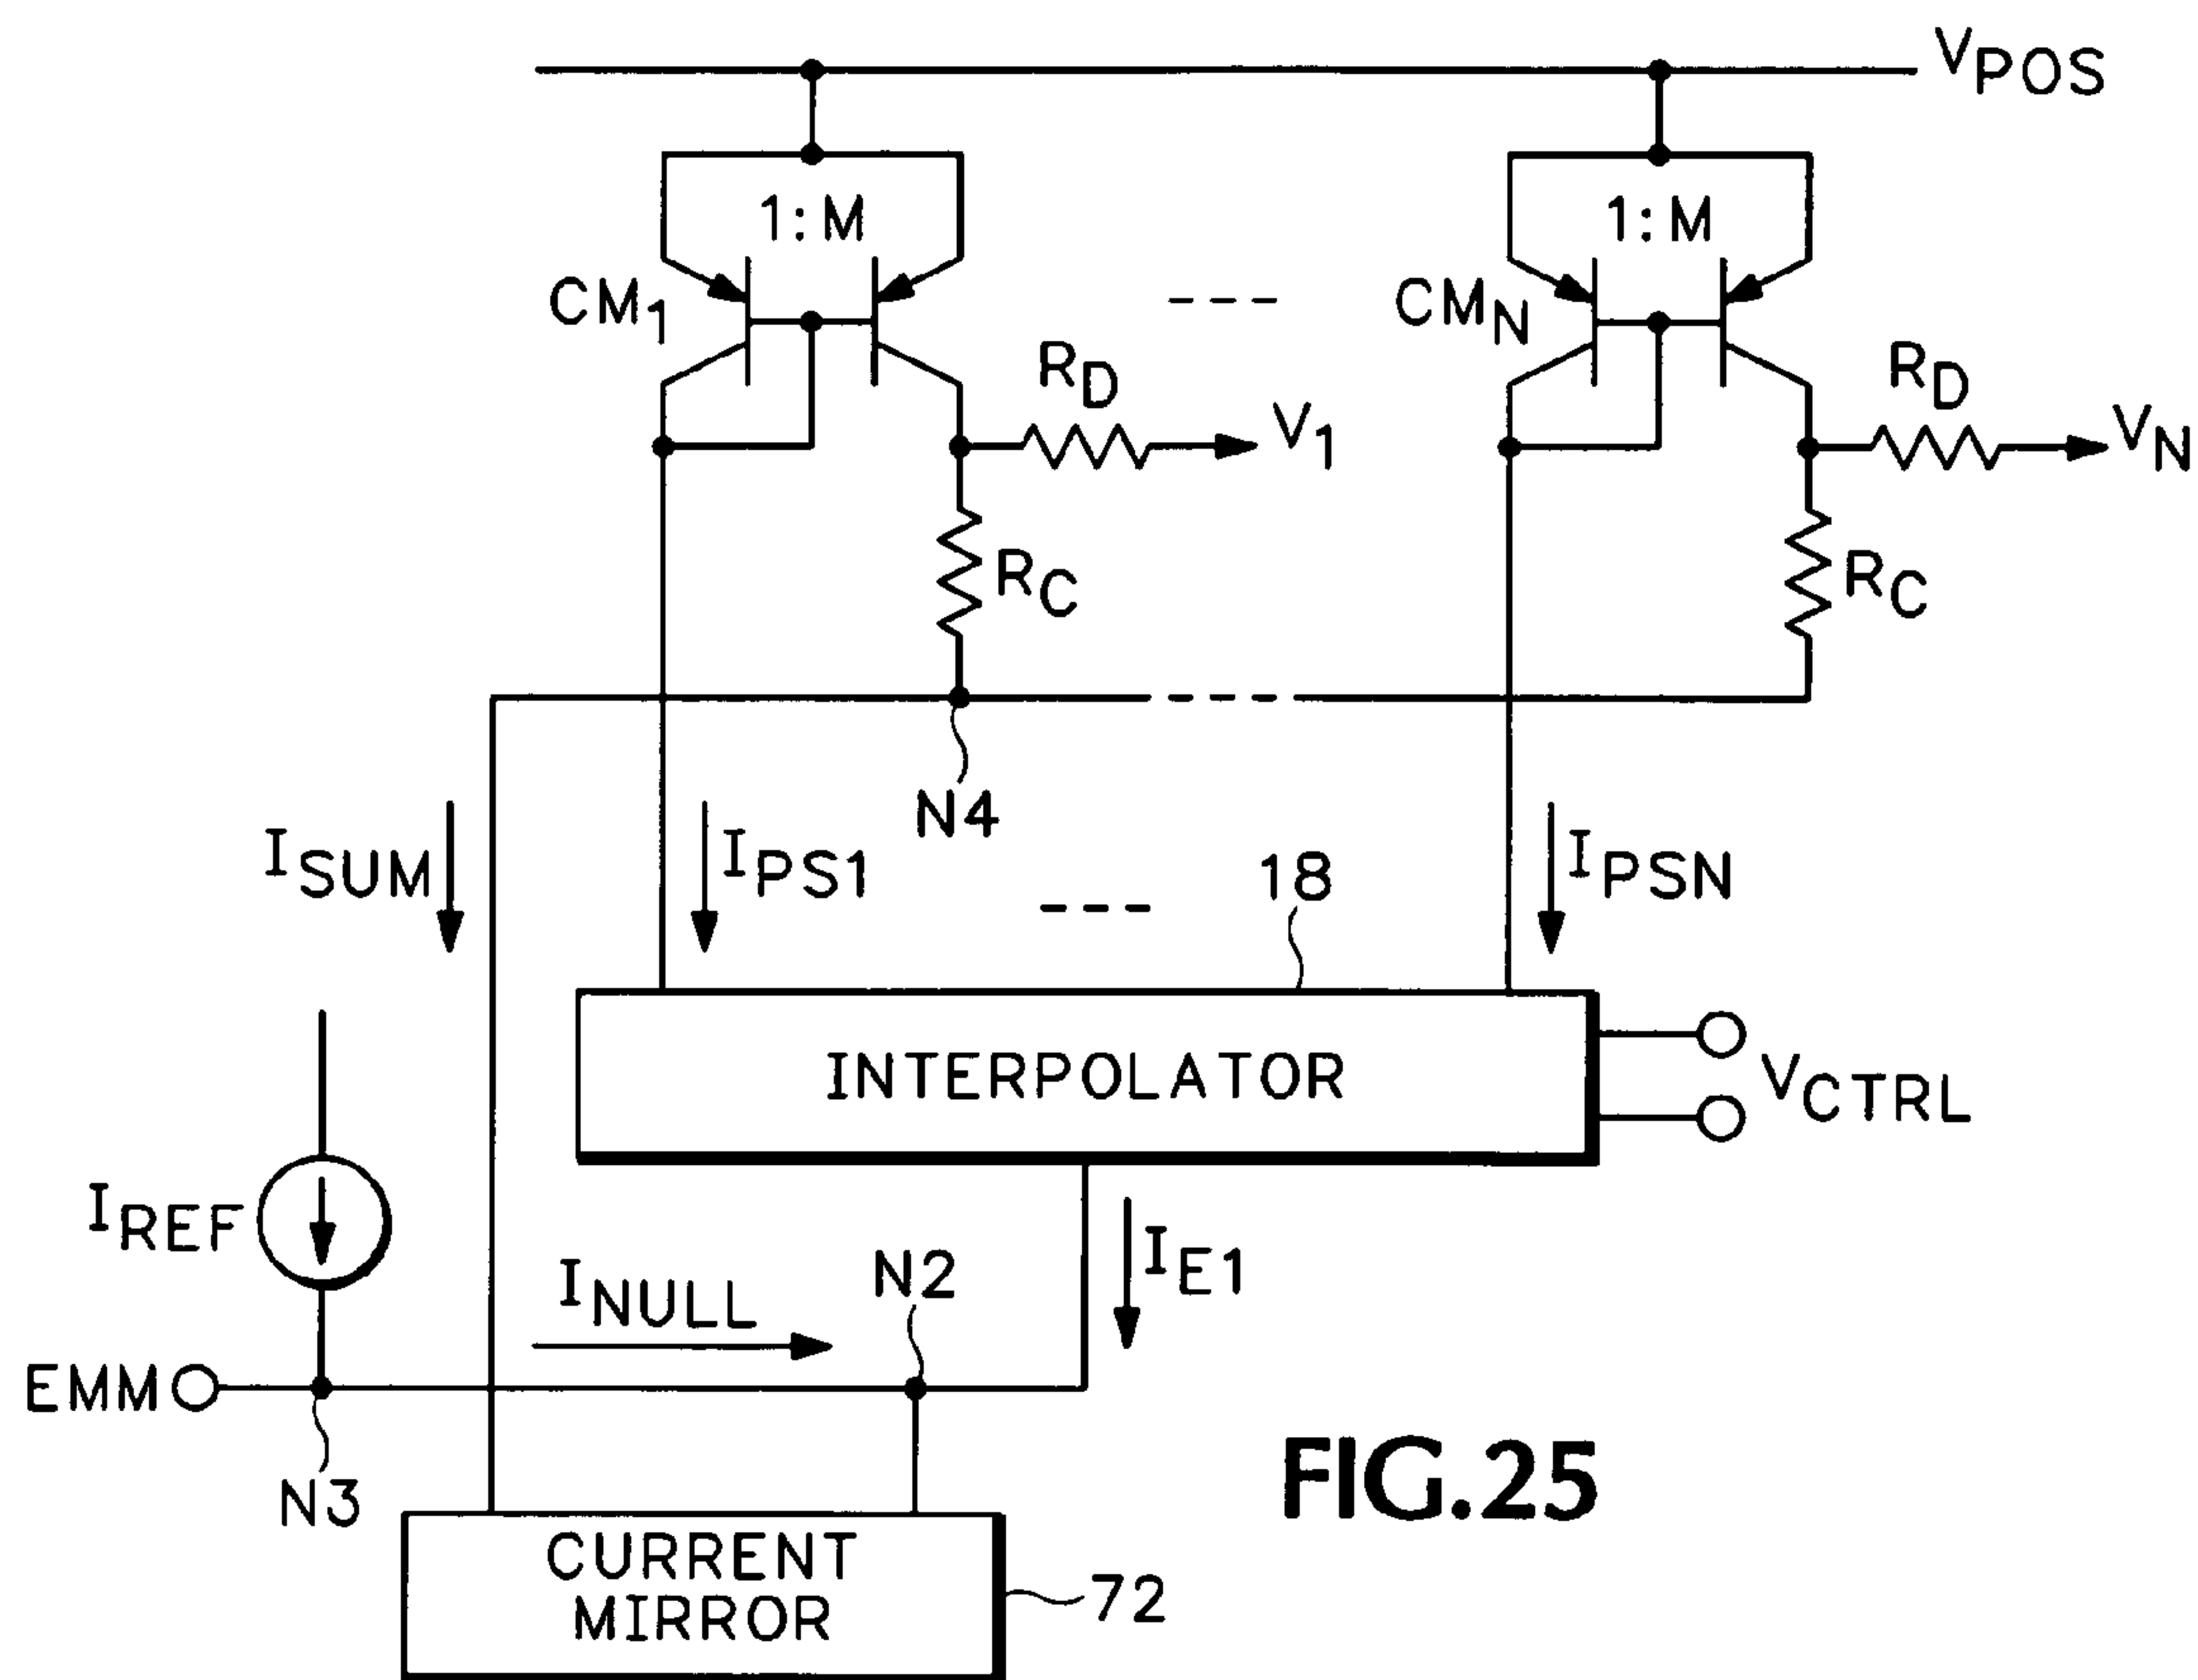 VPOS
1:M
1:M
CM1
CMN
RD
V1
RD
VN
RC
RC
N4
ISUM
IPS1
18
IPSN
INTERPOLATOR
VCTRL
IREF
INULL
N2
IE1
EMM
N3
FIG.25
CURRENT
MIRROR
72